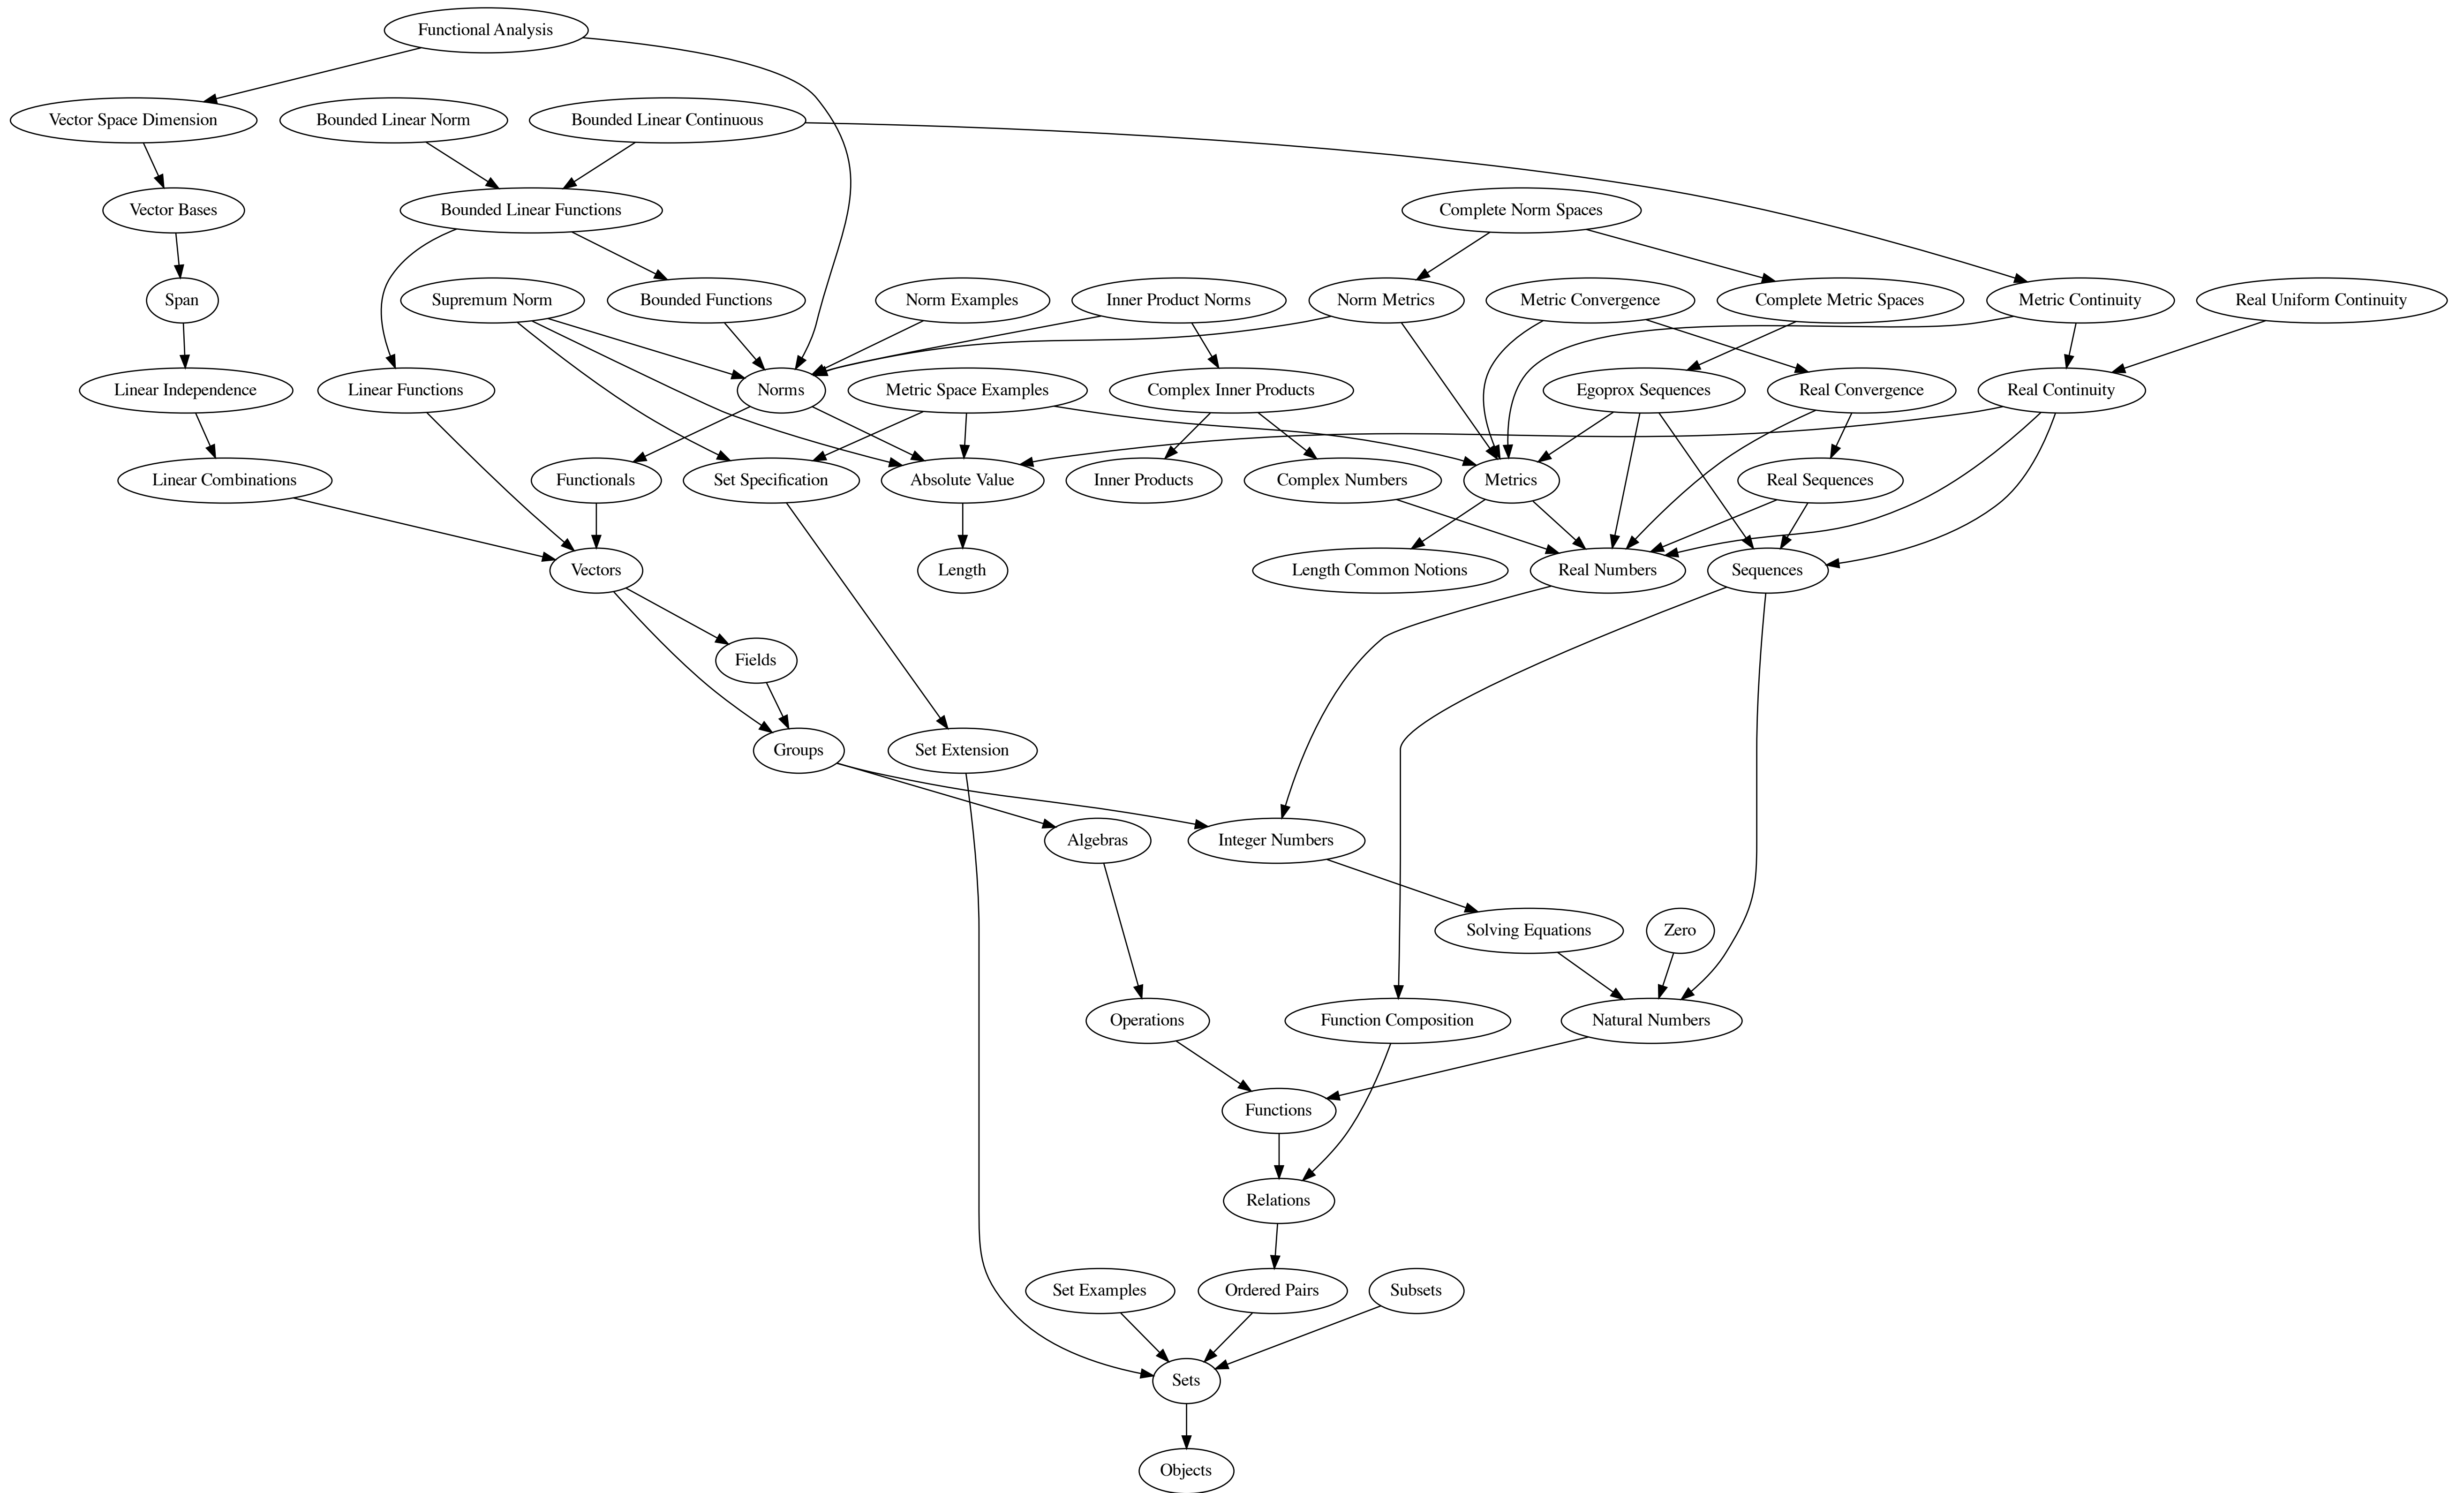 Functional Analysis
Vector Space Dimension
Bounded Linear Norm
Bounded Linear Continuous
Vector Bases
Bounded Linear Functions
Complete Norm Spaces
Span
Supremum Norm
Bounded Functions
Norm Examples
Inner Product Norms
Norm Metrics
Metric Convergence
Complete Metric Spaces
Metric Continuity
Real Uniform Continuity
Linear Independence
Linear Functions
Norms
Metric Space Examples
Complex Inner Products
Egoprox Sequences
Real Convergence
Real Continuity
Linear Combinations
Functionals
Set Specification
Absolute Value
Inner Products
Complex Numbers
Metrics
Real Sequences
Vectors
Length
Length Common Notions
Real Numbers
Sequences
Fields
Groups
Set Extension
Algebras
Integer Numbers
Solving Equations
Zero
Operations
Function Composition
Natural Numbers
Functions
Relations
Set Examples
Ordered Pairs
Subsets
Sets
Objects